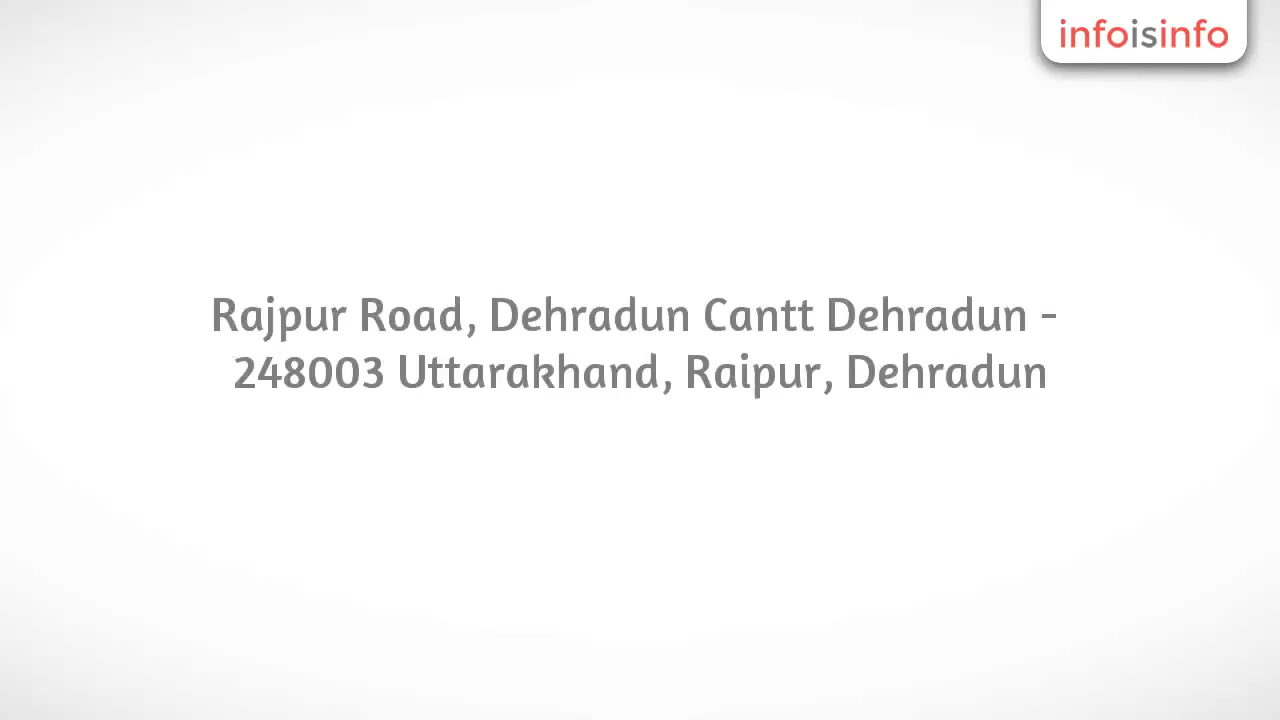 infoisinfo
Rajpur Road, Dehradun Cantt Dehradun -
248003 Uttarakhand, Raipur, Dehradun